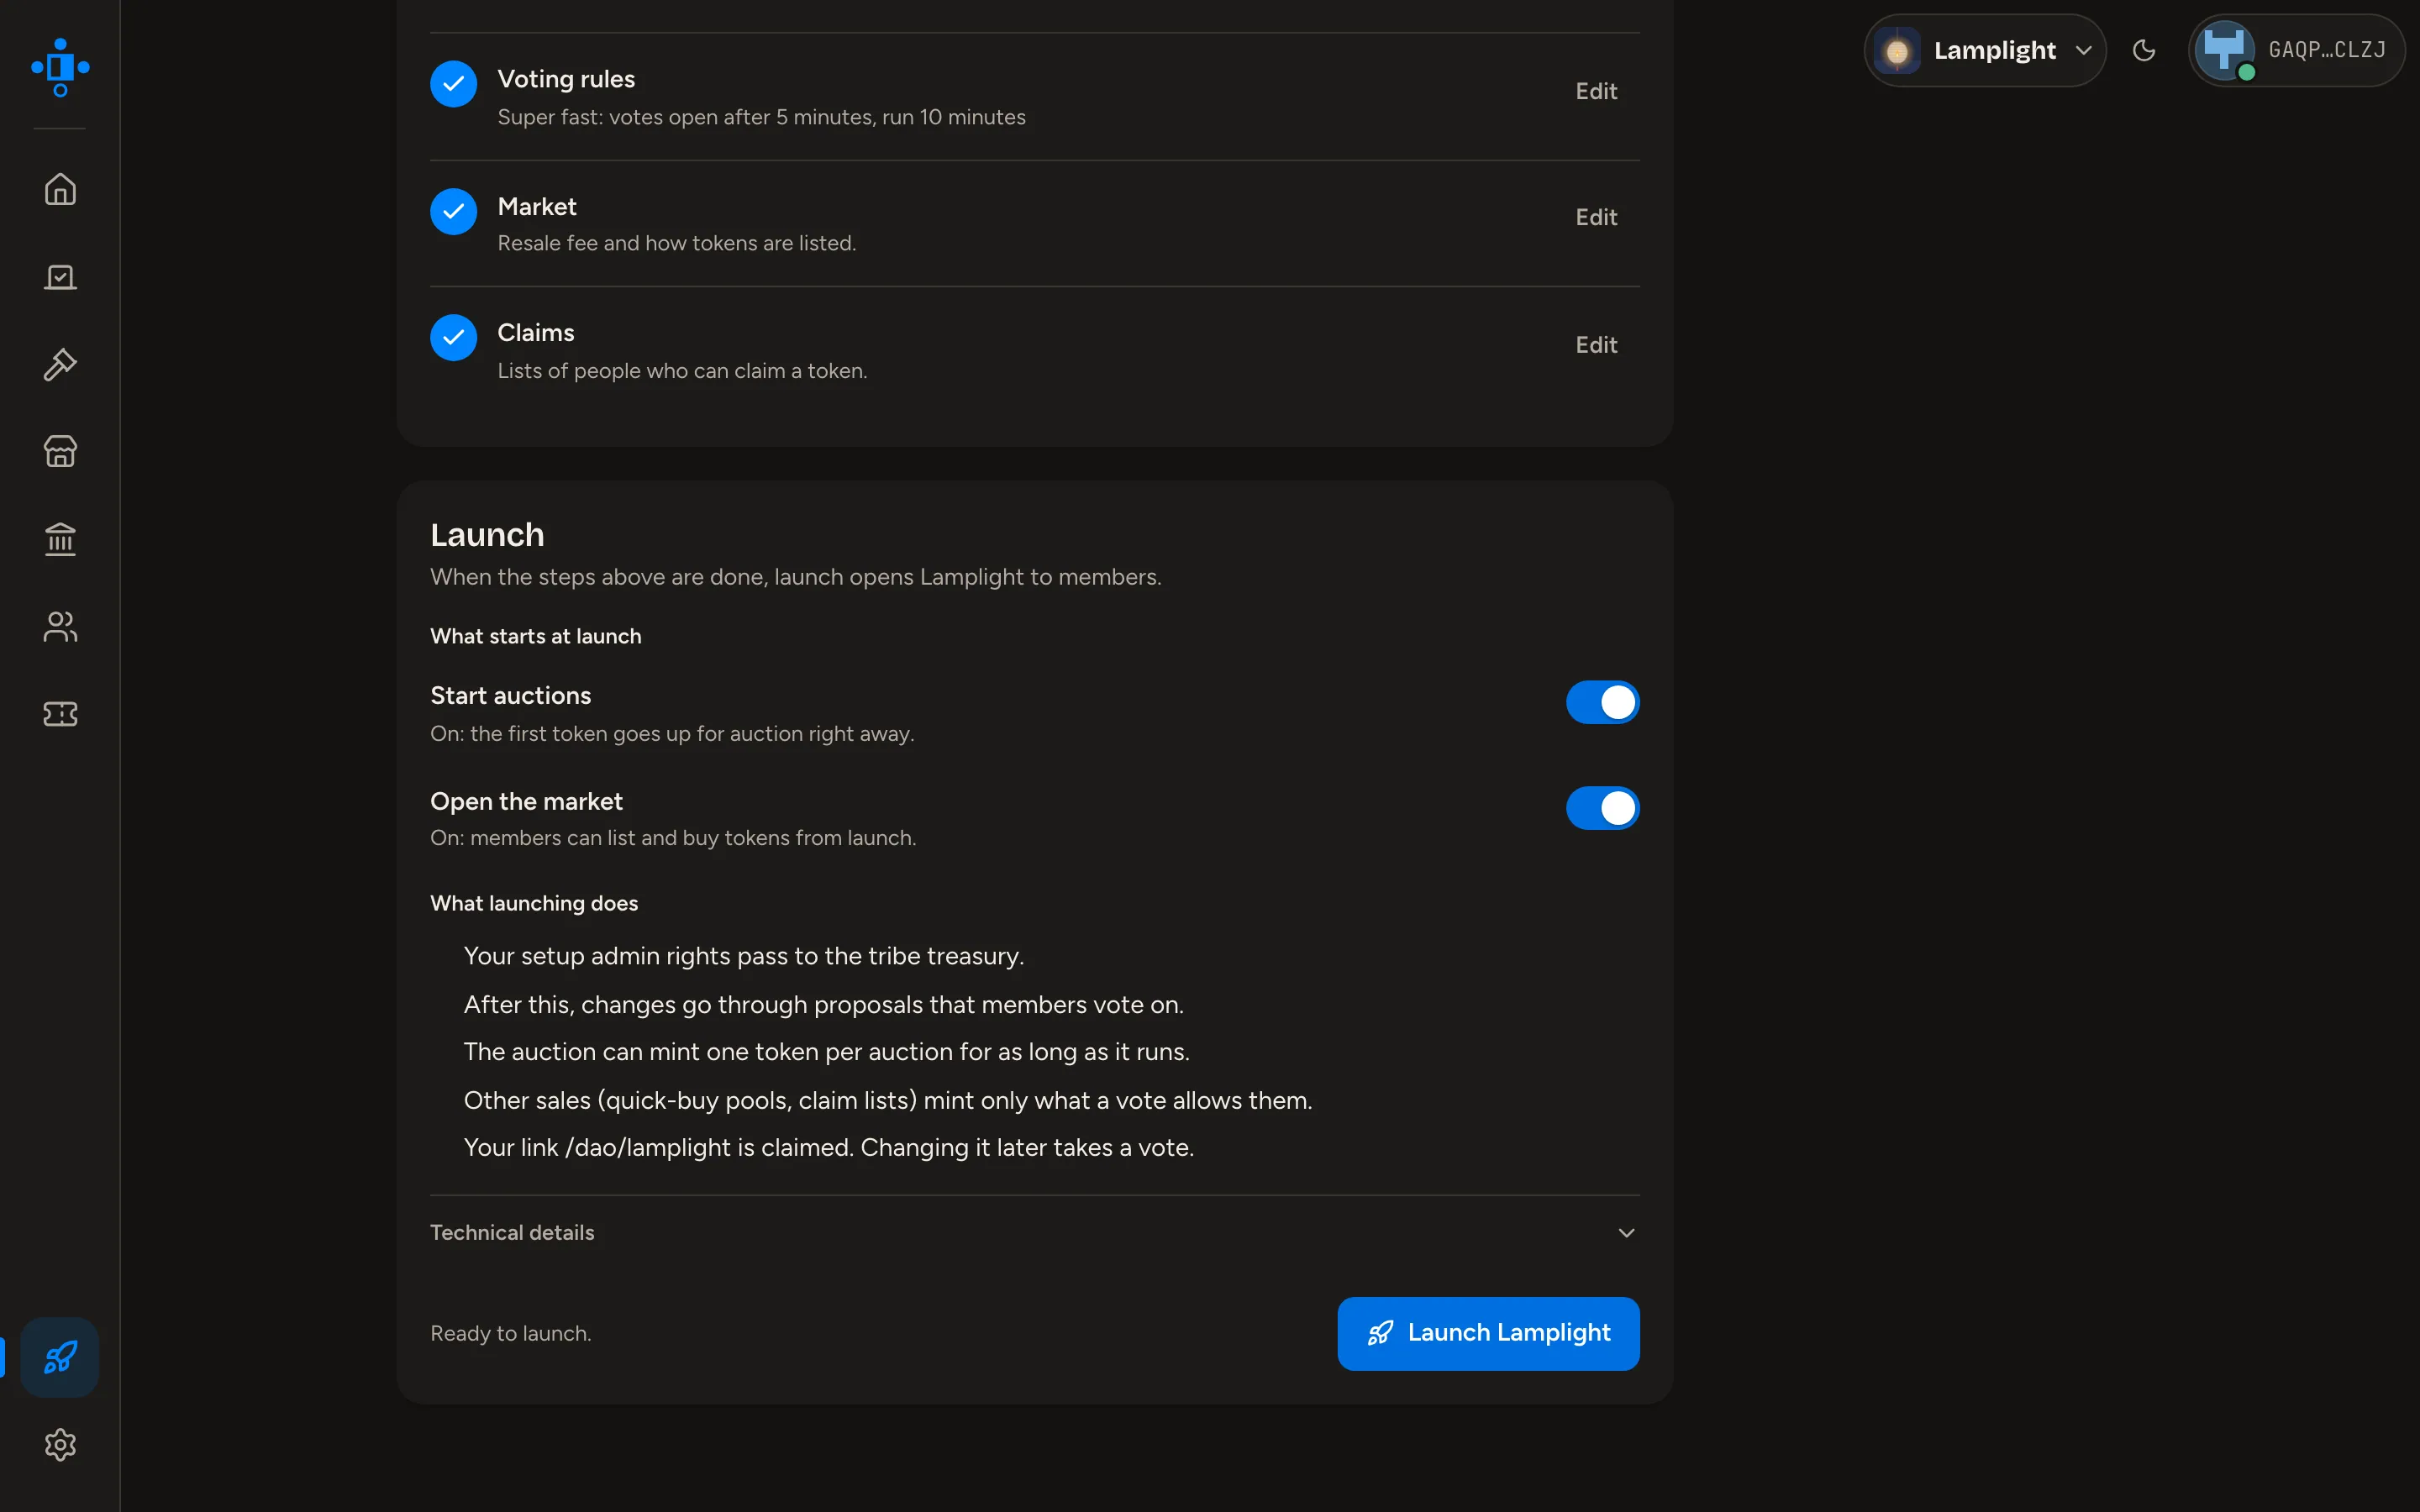 Lamplight
GAQP...CLZJ
Voting rules
Super fast: votes open after 5 minutes, run 10 minutes
Edit
Market
Resale fee and how tokens are listed.
Edit
Claims
Lists of people who can claim a token.
Edit
Launch
When the steps above are done, launch opens Lamplight to members.
What starts at launch
Start auctions
On: the first token goes up for auction right away.
Open the market
On: members can list and buy tokens from launch.
What launching does
Your setup admin rights pass to the tribe treasury.
After this, changes go through proposals that members vote on.
The auction can mint one token per auction for as long as it runs.
Other sales (quick-buy pools, claim lists) mint only what a vote allows them.
Your link /dao/lamplight is claimed. Changing it later takes a vote.
Technical details
Ready to launch.
Launch Lamplight